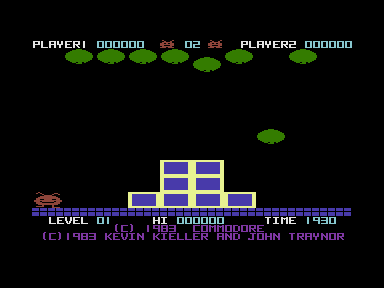 PLAYER1 000000 02 PLAYER2 000000
LEVEL 01 HI 000000 TIME 1930
(C) 1983 COMMODORE
(C)1983 KEVIN KIELLER AND JOHN TRAYNOR